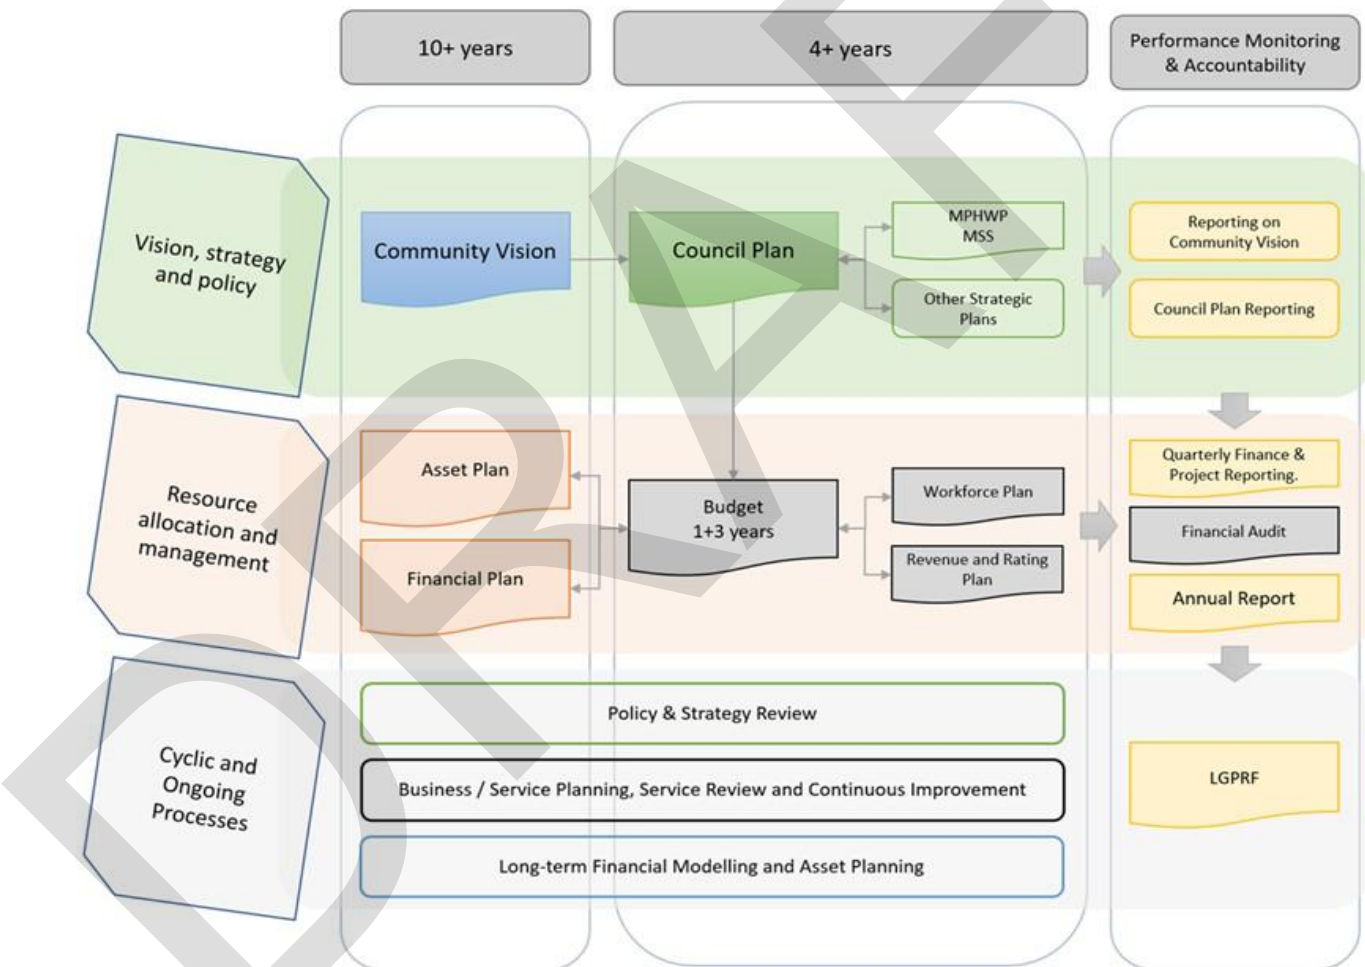 10+ years
4+ years
Performance Monitoring
& Accountability
Vision, strategy
and policy
Community Vision
Council Plan
MPHWP
MSS
Other Strategic
Plans
Reporting on
Community Vision
Council Plan Reporting
Resource
allocation and
management
Asset Plan
Financial Plan
Budget
1+3 years
Workforce Plan
Revenue and Rating
Plan
Quarterly Finance &
Project Reporting.
Financial Audit
Annual Report
Cyclic and
Ongoing
Processes
Policy & Strategy Review
Business / Service Planning, Service Review and Continuous Improvement
Long-term Financial Modelling and Asset Planning
LGPRF
DRAF